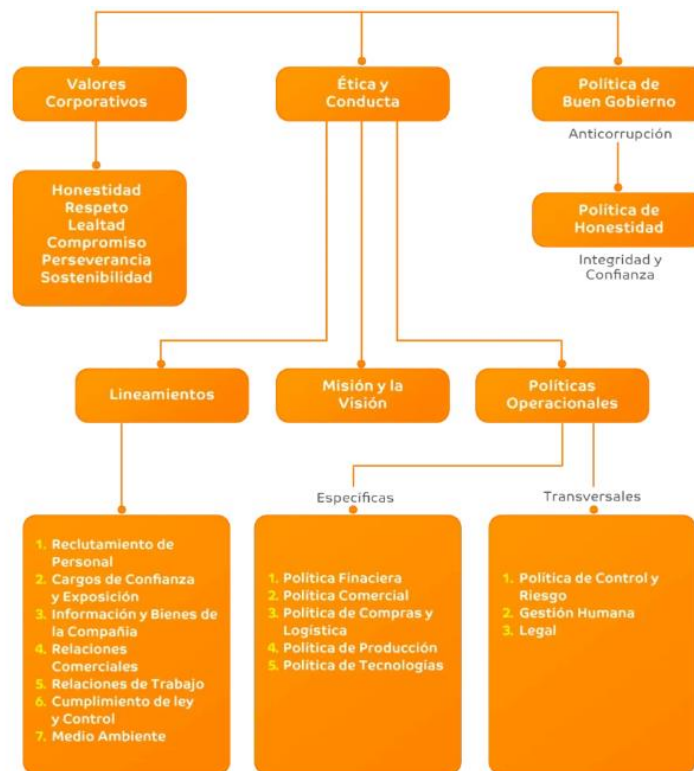 Valores
Corporativos
Ética y
Conducta
Política de
Buen Gobierno
Anticorrupción
Honestidad
Respeto
Lealtad
Compromiso
Perseverancia
Sostenibilidad
Política de
Honestidad
Integridad y
Confianza
Lineamientos
Misión y la
Visión
Políticas
Operacionales
Específicas
Transversales
1. Reclutamiento de
Personal
2. Cargos de Confianza
y Exposición
3. Información y Bienes de
la Compañia
4. Relaciones
Comerciales
5. Relaciones de Trabajo
6. Cumplimiento de ley
y Control
7. Medio Ambiente
1. Política Finaciera
2. Política Comercial
3. Política de Compras y
Logística
4. Política de Producción
5. Política de Tecnologías
1. Política de Control y
Riesgo
2. Gestión Humana
3. Legal